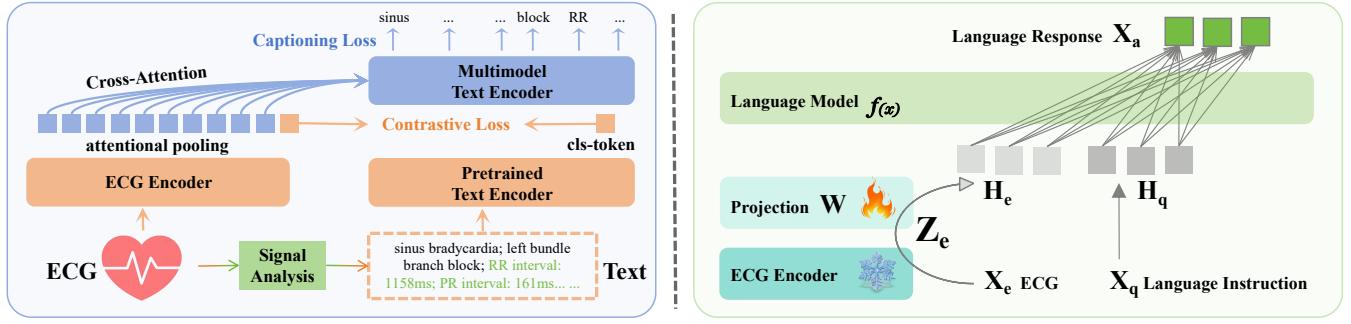 sinus ... ... block RR ...
Captioning Loss
Cross-Attention
Multimodel
Text Encoder
Contrastive Loss
attentional pooling
cls-token
ECG Encoder
Pretrained
Text Encoder
ECG
Signal
Analysis
sinus bradycardia; left bundle
branch block; RR interval:
1158ms; PR interval: 161ms... ...
Text
Language Response Xₐ
Language Model f(x)
Hₑ
H_q
Projection W
Zₑ
ECG Encoder
Xₑ ECG
X_q Language Instruction